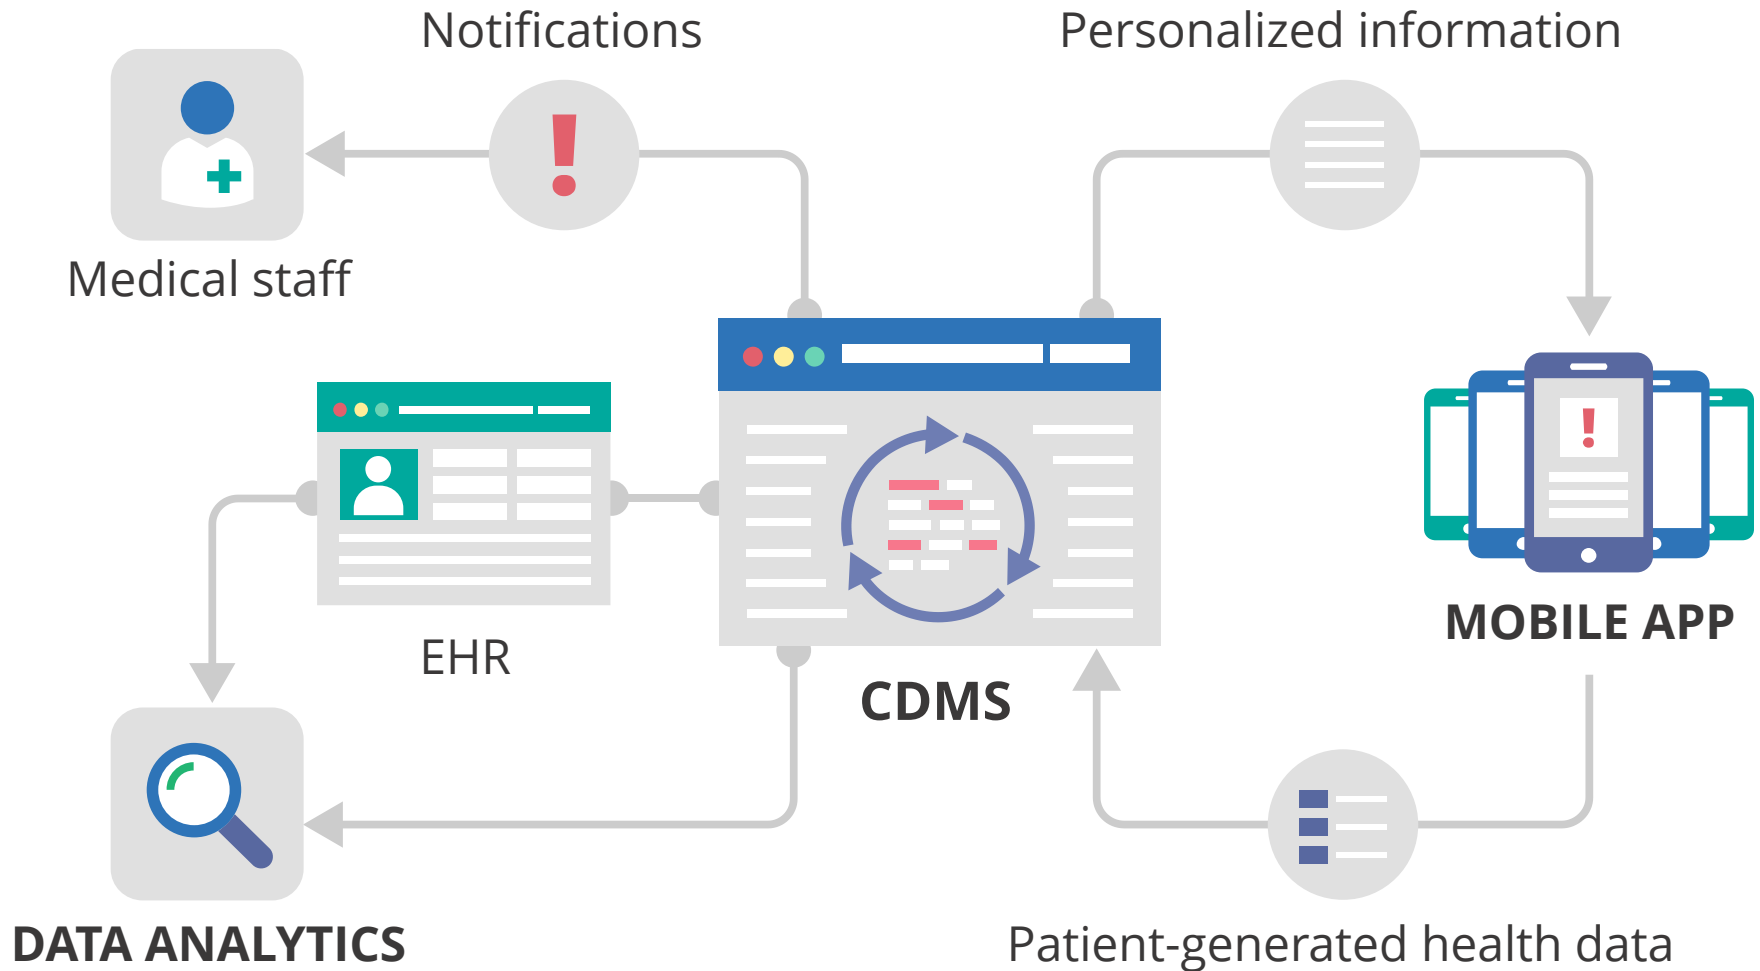 Notifications
Personalized information
Medical staff
EHR
CDMS
MOBILE APP
DATA ANALYTICS
Patient-generated health data